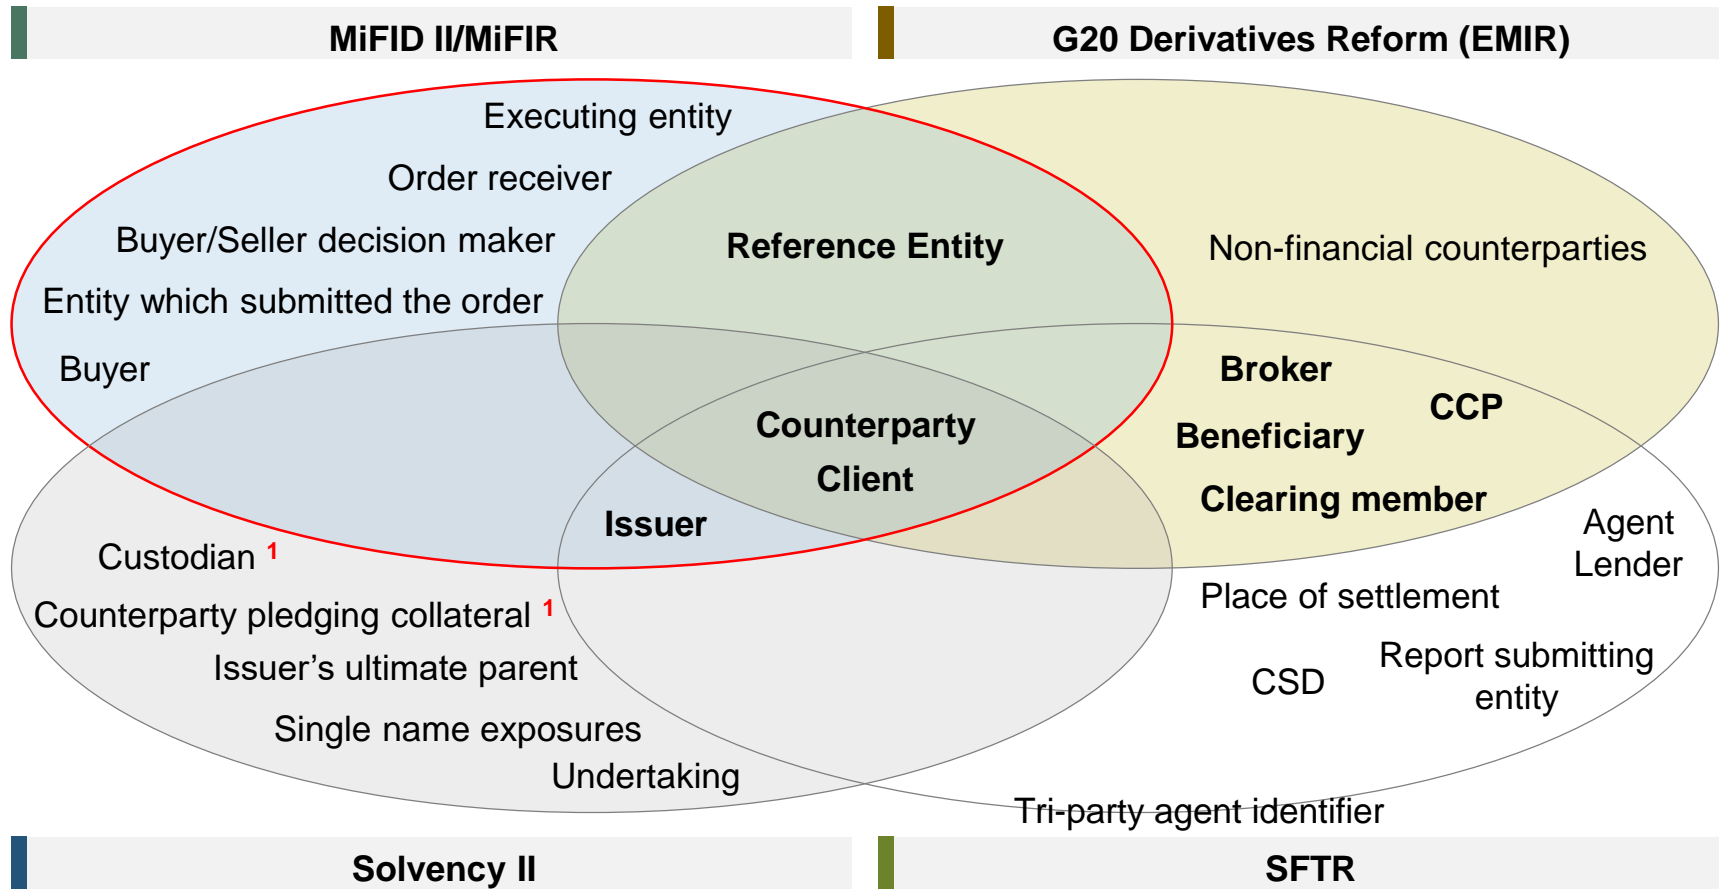 MiFID II/MiFIR
G20 Derivatives Reform (EMIR)
Executing entity
Order receiver
Buyer/Seller decision maker
Reference Entity
Non-financial counterparties
Entity which submitted the order
Buyer
Broker
CCP
Counterparty
Beneficiary
Client
Clearing member
Issuer
Agent
Lender
Custodian 1
Counterparty pledging collateral 1
Place of settlement
Issuer’s ultimate parent
Report submitting
entity
CSD
Single name exposures
Undertaking
Tri-party agent identifier
Solvency II
SFTR